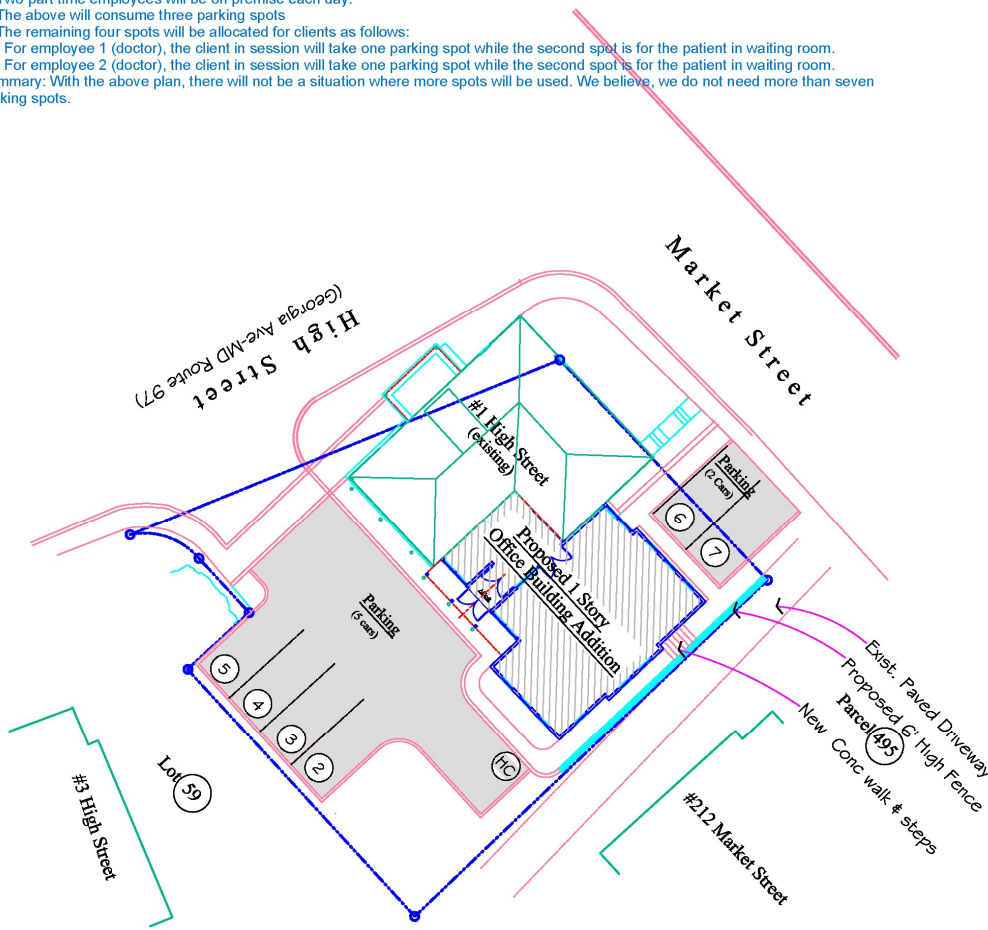 Two part time employees will be on premise each day.
The above will consume three parking spots
The remaining four spots will be allocated for clients as follows:
For employee 1 (doctor), the client in session will take one parking spot while the second spot is for the patient in waiting room.
For employee 2 (doctor), the client in session will take one parking spot while the second spot is for the patient in waiting room.
mmary: With the above plan, there will not be a situation where more spots will be used. We believe, we do not need more than seven
king spots.
Market Street
High Street
(Georgia Ave-MD Route 97)
#1 High Street
(existing)
Parking
(2 Cars)
6
7
Proposed 1 Story
Office Building Addition
Parking
(5 cars)
5
4
3
2
HC
Exist. Paved Driveway
Proposed 6' High Fence
Parcel 495
New Conc walk & steps
Lot 59
#3 High Street
#212 Market Street